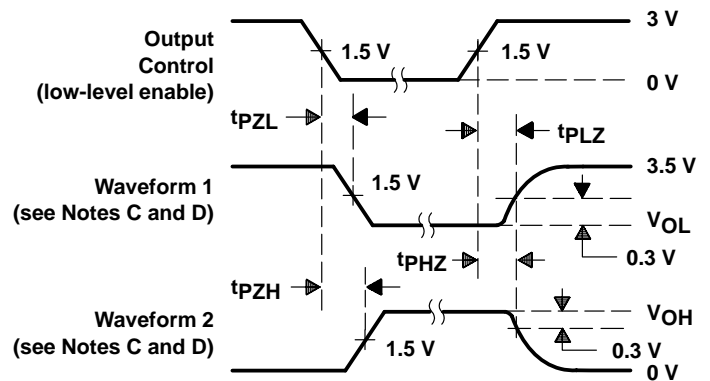 3 V
Output
Control
(low-level enable)
1.5 V
1.5 V
0 V
tPZL
tPLZ
3.5 V
Waveform 1
(see Notes C and D)
1.5 V
VOL
0.3 V
tPHZ
tPZH
VOH
Waveform 2
(see Notes C and D)
1.5 V
0.3 V
0 V